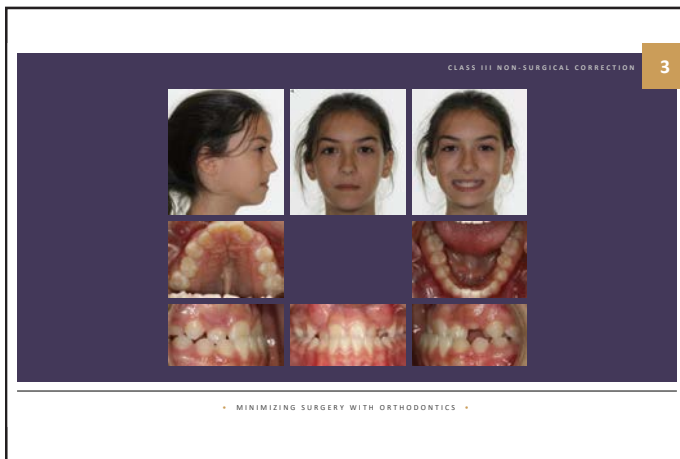 CLASS III NON-SURGICAL CORRECTION 3
• MINIMIZING SURGERY WITH ORTHODONTICS •